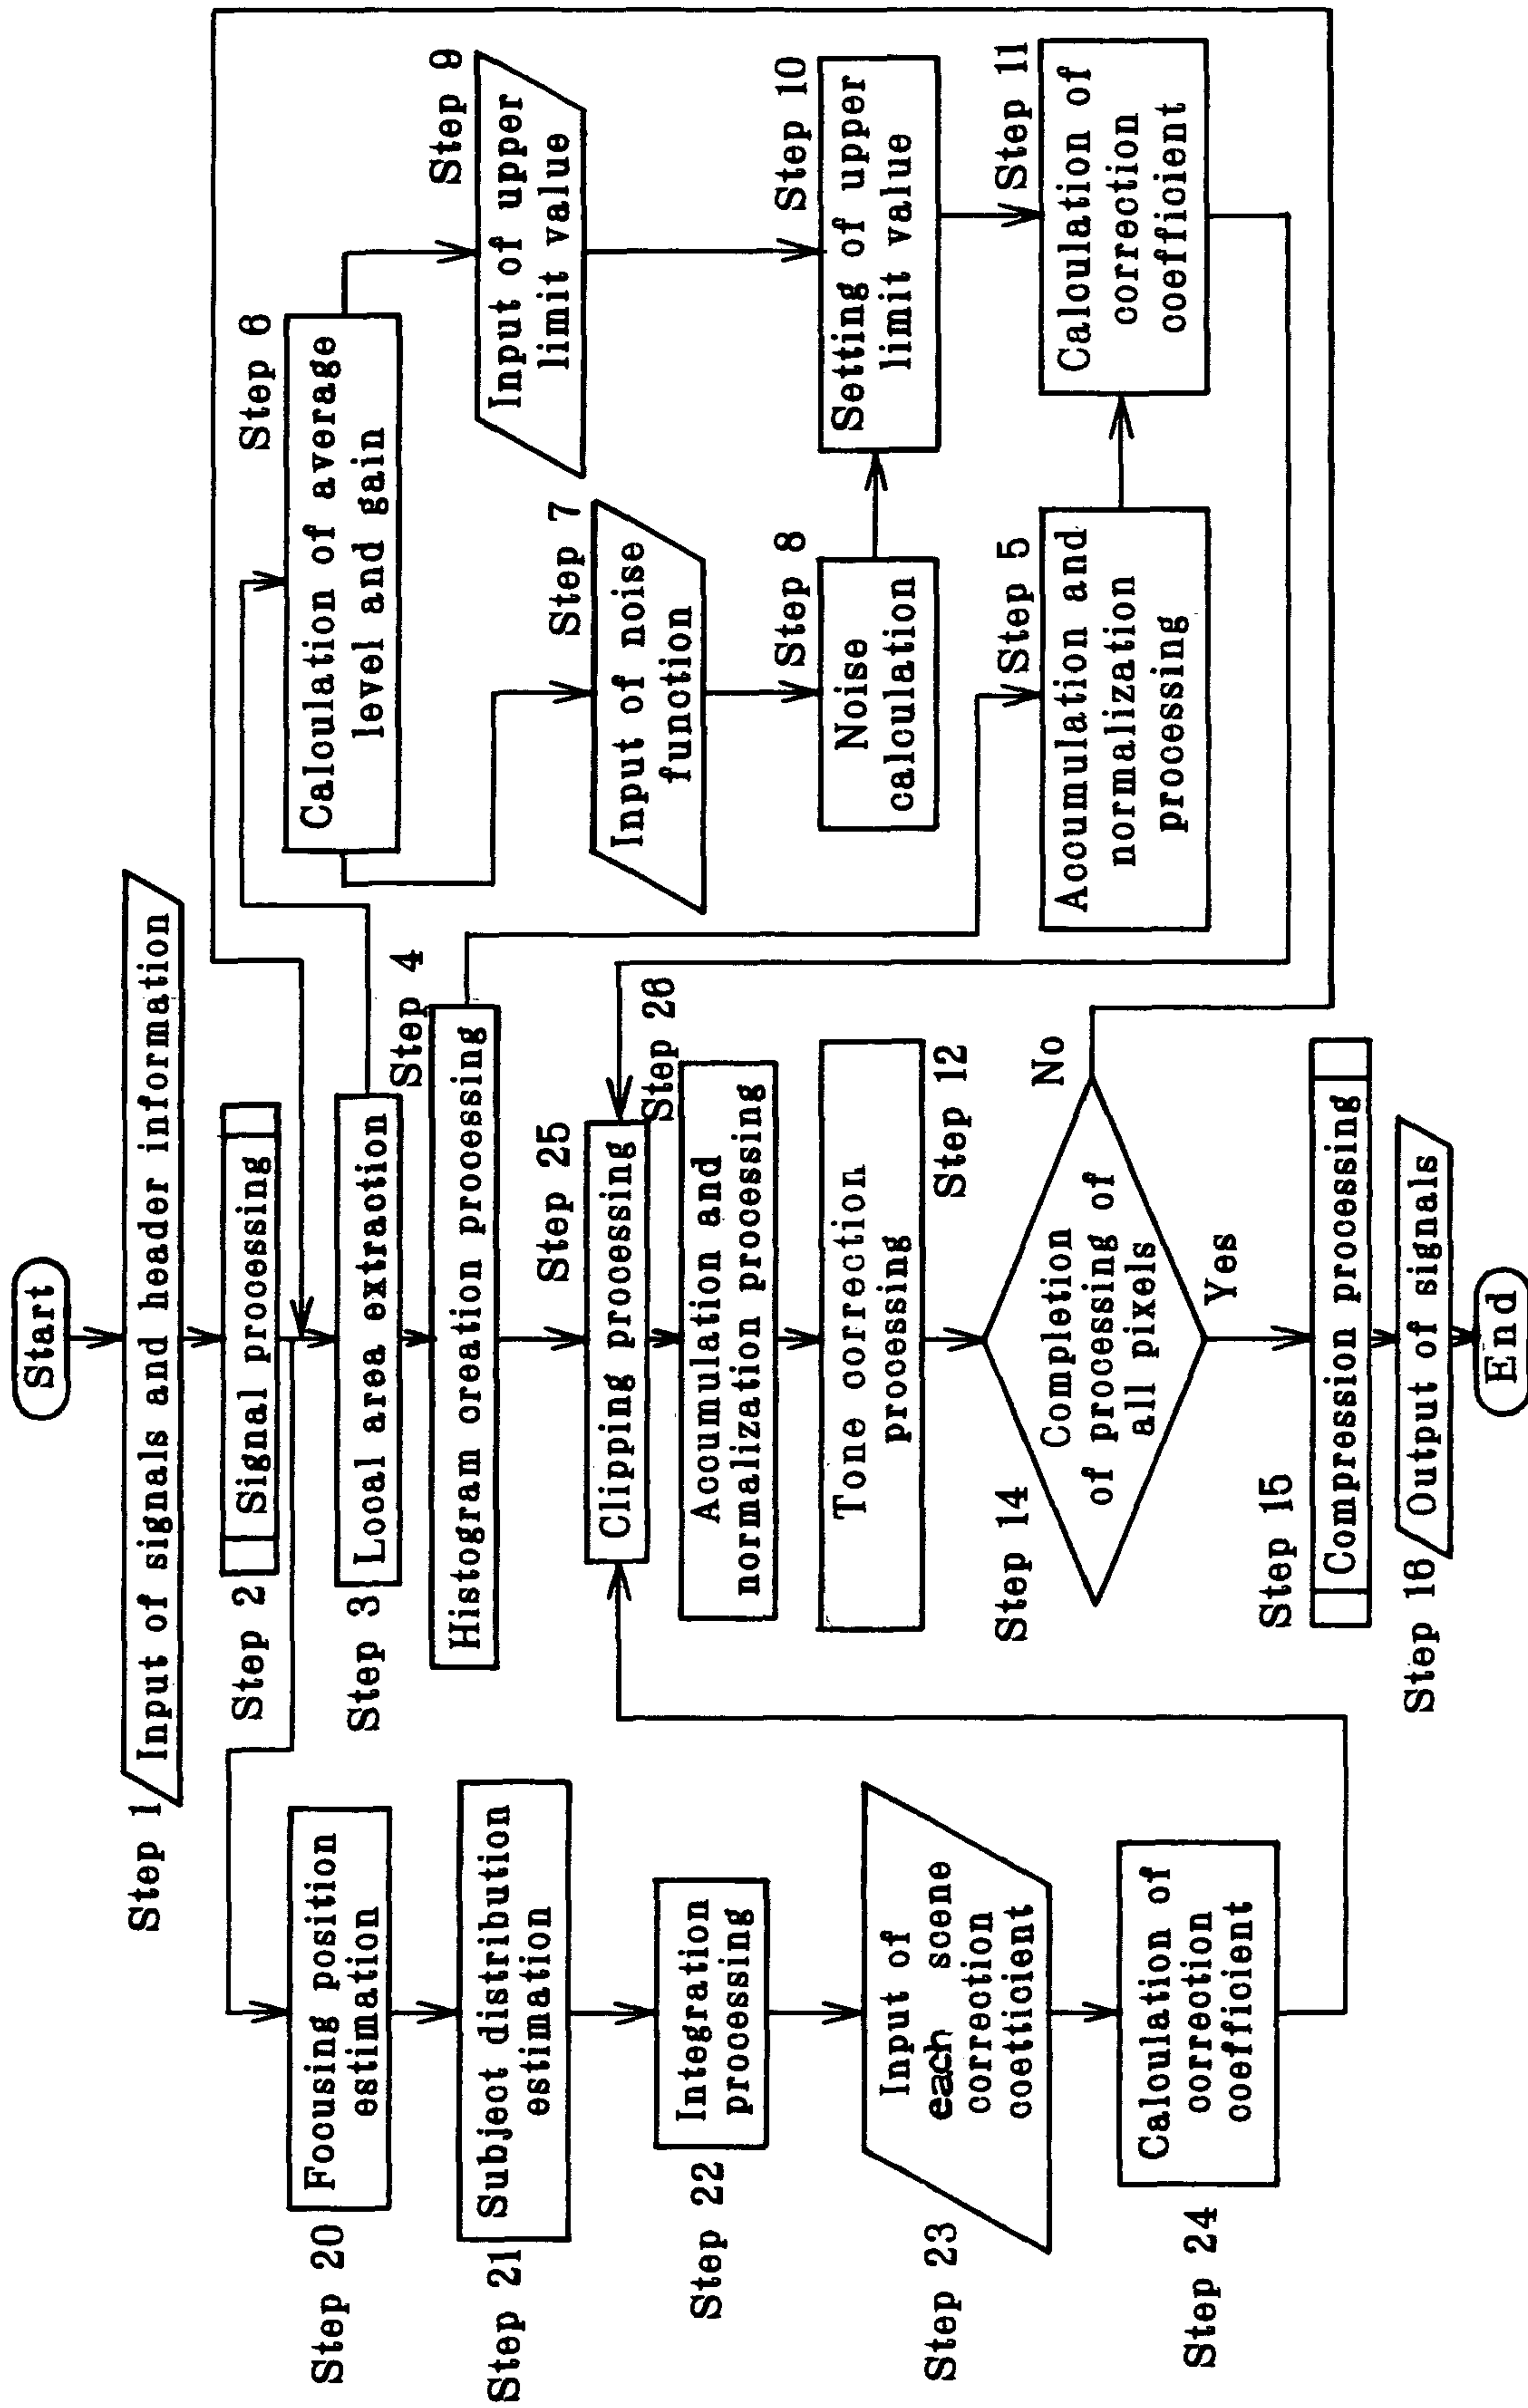 Start
Step 1
Input of signals and header information
Step 2
Signal processing
Step 3
Local area extraction
Step 4
Histogram creation processing
Step 25
Clipping processing
Step 26
Accumulation and
normalization processing
Tone correction
processing
Step 12
Step 14
Completion
of processing of
all pixels
No
Yes
Step 15
Compression processing
Step 16
Output of signals
End
Step 20
Focusing position
estimation
Step 21
Subject distribution
estimation
Step 22
Integration
processing
Step 23
Input of
each scene
correction
coefficient
Step 24
Calculation of
correction
coefficient
Step 6
Calculation of average
level and gain
Step 7
Input of noise
function
Step 9
Input of upper
limit value
Step 8
Noise
calculation
Step 10
Setting of upper
limit value
Step 5
Accumulation and
normalization
processing
Step 11
Calculation of
correction
coefficient